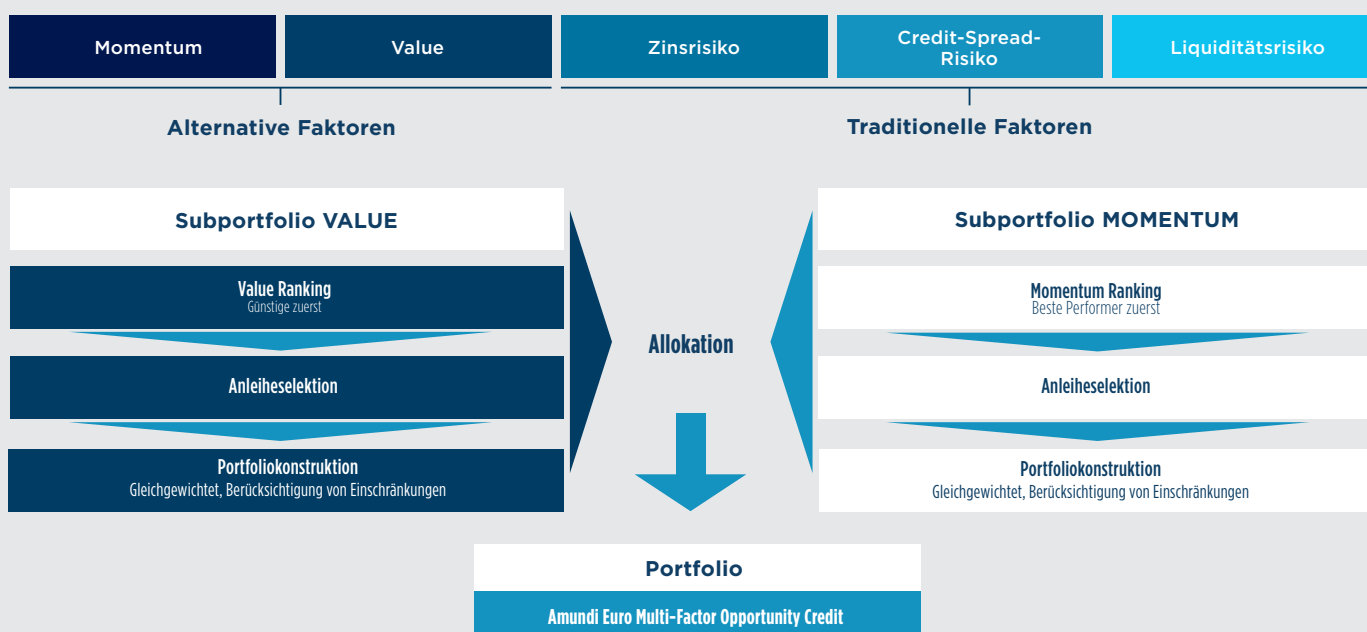 Momentum
Value
Zinsrisiko
Credit-Spread-
Risiko
Liquiditätsrisiko
Alternative Faktoren
Traditionelle Faktoren
Subportfolio VALUE
Value Ranking
Günstige zuerst
Anleiheselektion
Portfoliokonstruktion
Gleichgewichtet, Berücksichtigung von Einschränkungen
Allokation
Subportfolio MOMENTUM
Momentum Ranking
Beste Performer zuerst
Anleiheselektion
Portfoliokonstruktion
Gleichgewichtet, Berücksichtigung von Einschränkungen
Portfolio
Amundi Euro Multi-Factor Opportunity Credit